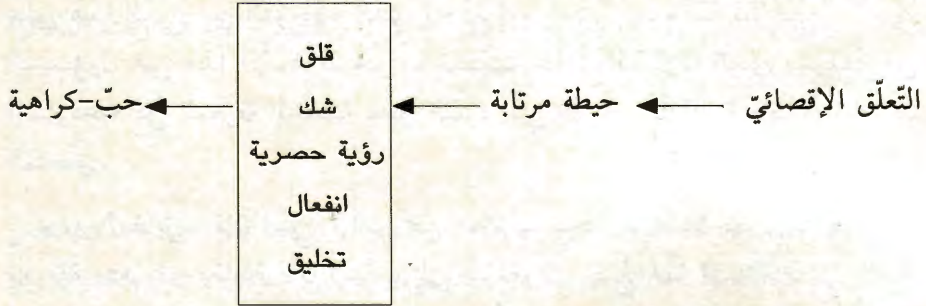 التّعلّق الإقصائيّ
حيطة مرتابة
قلق
شك
رؤية حصرية
انفعال
تخليق
حبّ-كراهية